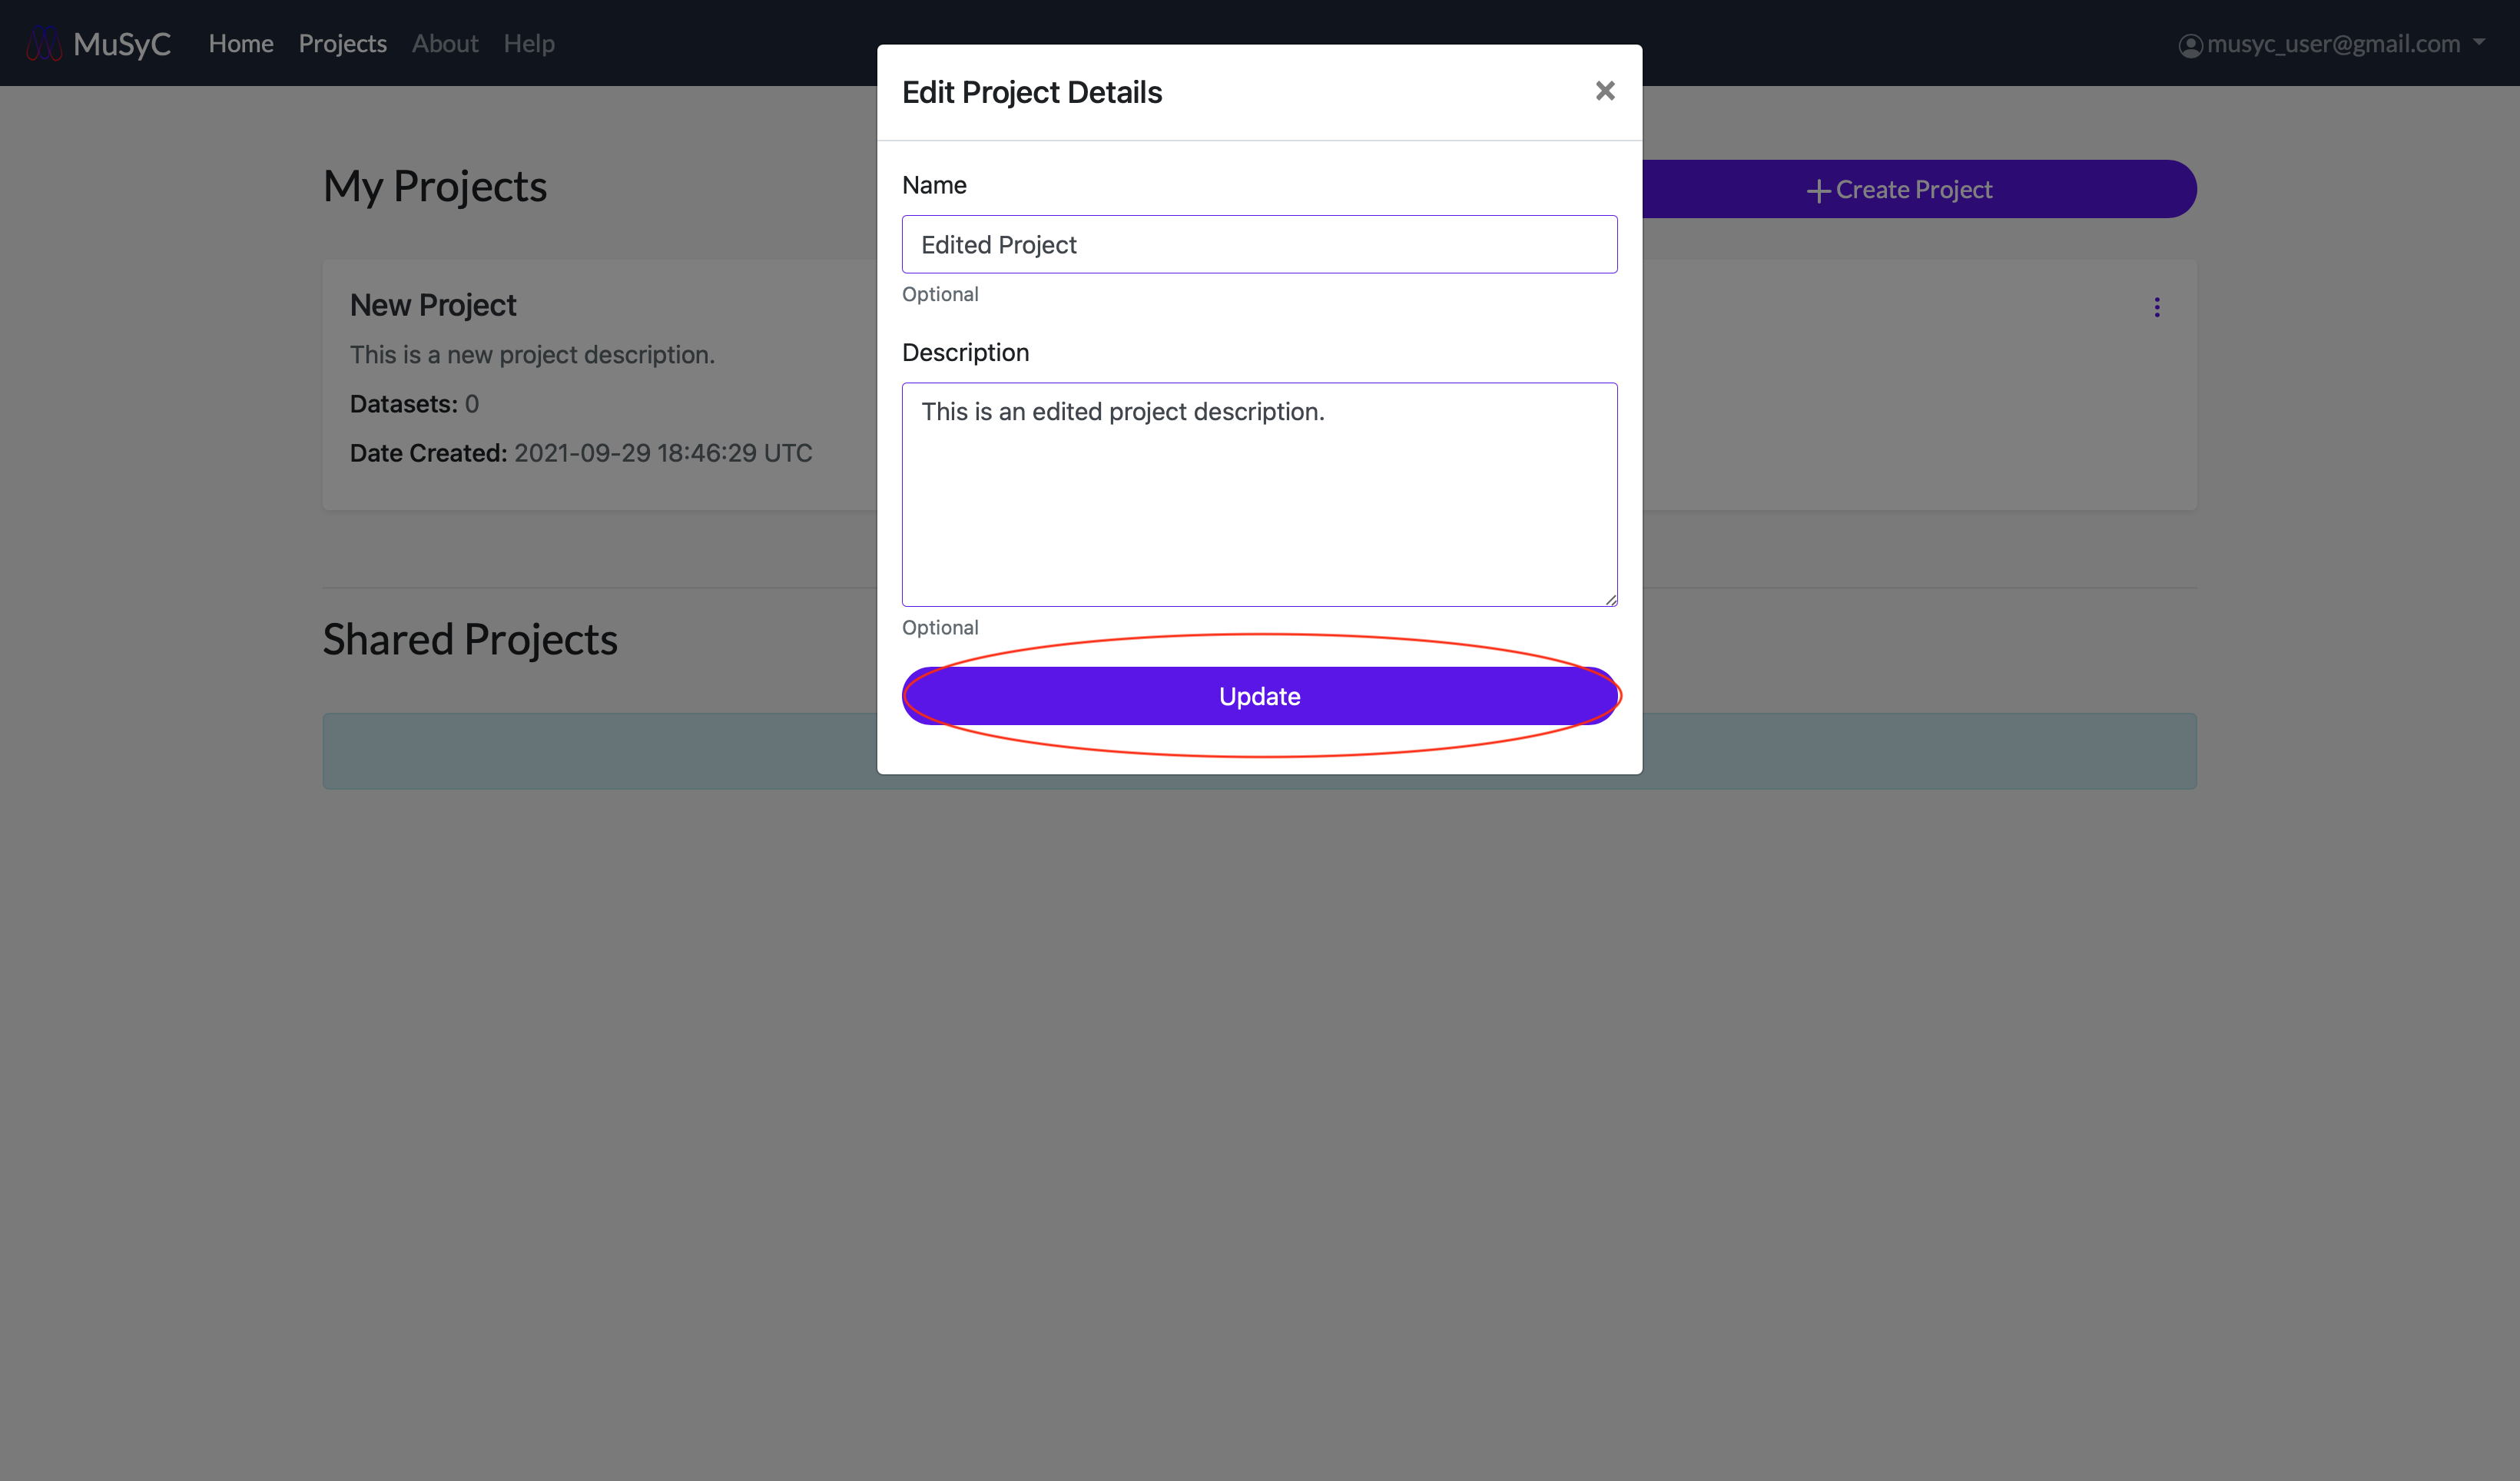 MuSyC Home Projects About Help musyc_user@gmail.com
Edit Project Details
Name
Edited Project
Optional
Description
This is an edited project description.
Optional
Update
My Projects
Create Project
New Project
This is a new project description.
Datasets: 0
Date Created: 2021-09-29 18:46:29 UTC
Shared Projects